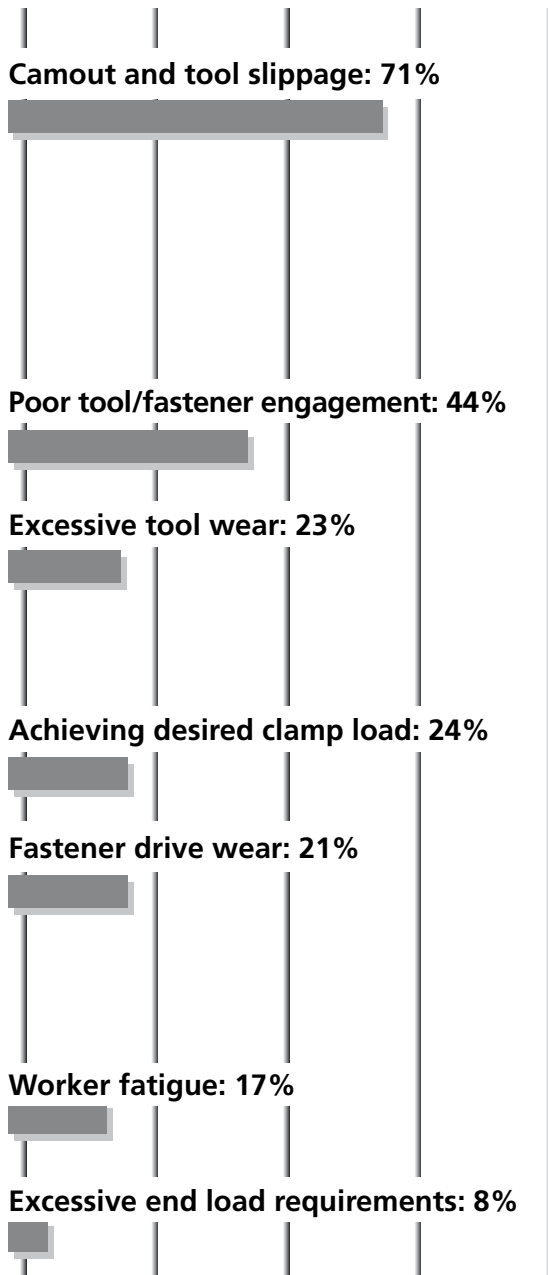 Camout and tool slippage: 71%
Poor tool/fastener engagement: 44%
Excessive tool wear: 23%
Achieving desired clamp load: 24%
Fastener drive wear: 21%
Worker fatigue: 17%
Excessive end load requirements: 8%